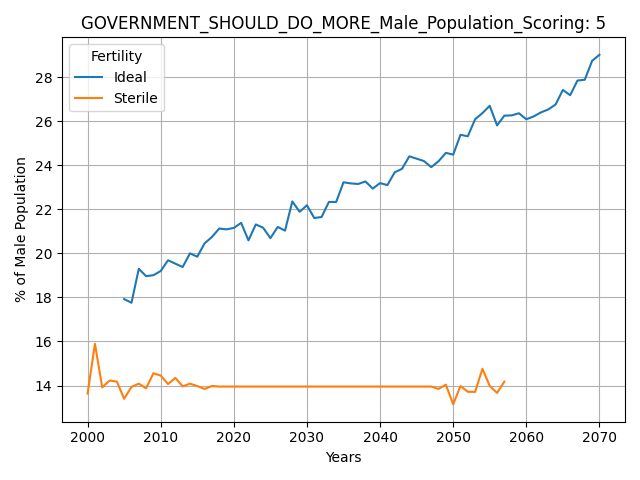 GOVERNMENT_SHOULD_DO_MORE_Male_Population_Scoring: 5
Fertility
Ideal
Sterile
% of Male Population
28
26
24
22
20
18
16
14
2000 2010 2020 2030 2040 2050 2060 2070
Years